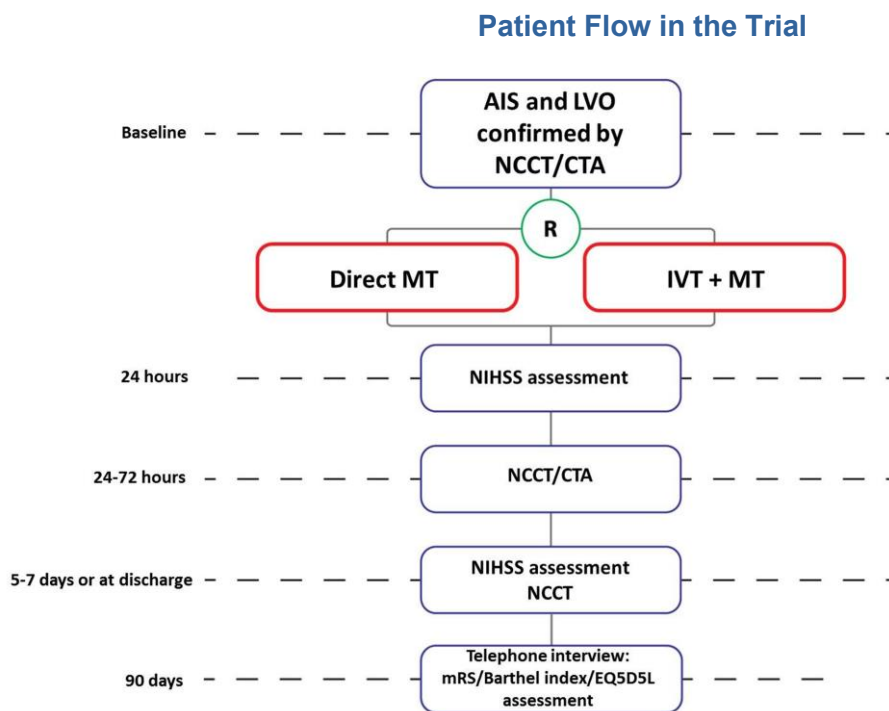 Patient Flow in the Trial
Baseline
AIS and LVO
confirmed by
NCCT/CTA
R
Direct MT
IVT + MT
24 hours
NIHSS assessment
24-72 hours
NCCT/CTA
5-7 days or at discharge
NIHSS assessment
NCCT
90 days
Telephone interview:
mRS/Barthel index/EQ5D5L
assessment